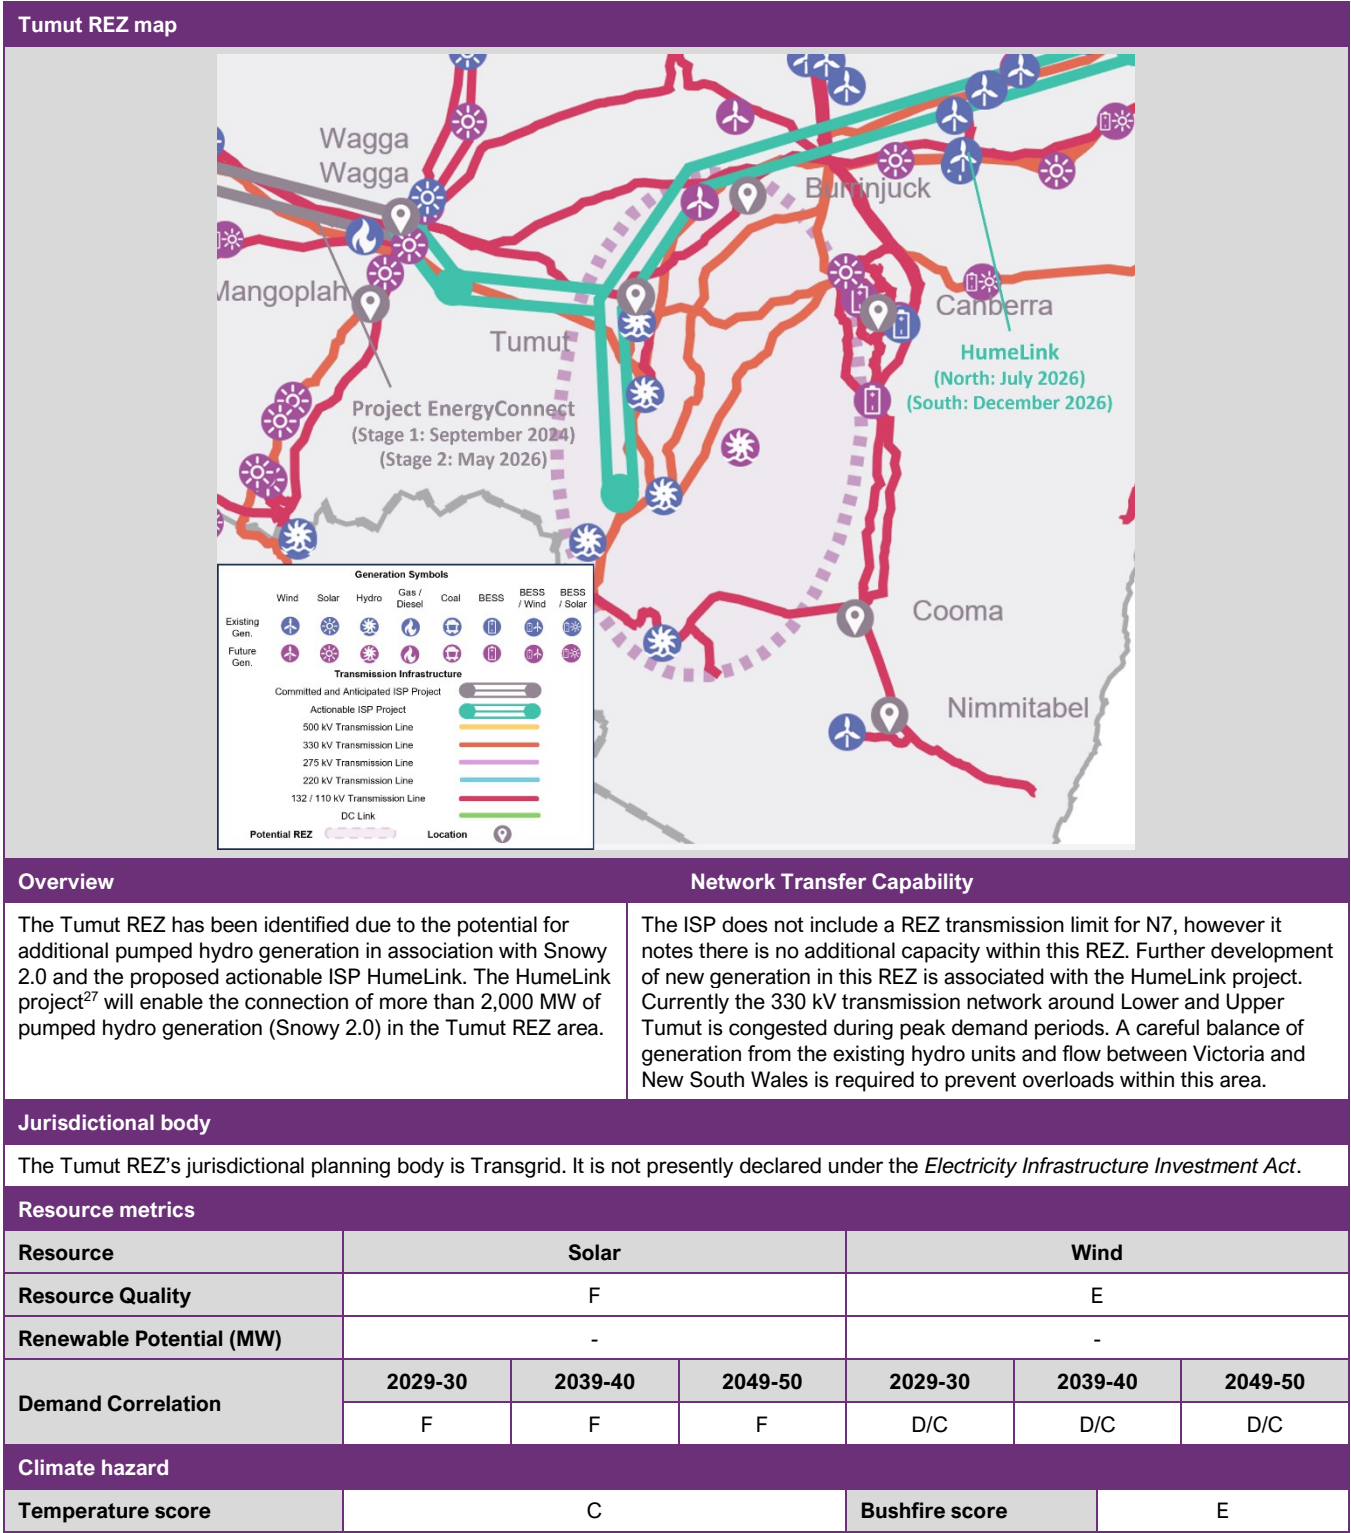 Tumut REZ map
Wagga
Wagga
Burrinjuck
Mangoplah
Canberra
Tumut
HumeLink
(North: July 2026)
(South: December 2026)
Project EnergyConnect
(Stage 1: September 2024)
(Stage 2: May 2026)
Cooma
Nimmitabel
Generation Symbols
Wind Solar Hydro Gas / Diesel Coal BESS BESS / Wind BESS / Solar
Existing Gen.
Future Gen.
Transmission Infrastructure
Committed and Anticipated ISP Project
Actionable ISP Project
500 kV Transmission Line
330 kV Transmission Line
275 kV Transmission Line
220 kV Transmission Line
132 / 110 kV Transmission Line
DC Link
Potential REZ Location
Overview
The Tumut REZ has been identified due to the potential for
additional pumped hydro generation in association with Snowy
2.0 and the proposed actionable ISP HumeLink. The HumeLink
project27 will enable the connection of more than 2,000 MW of
pumped hydro generation (Snowy 2.0) in the Tumut REZ area.
Network Transfer Capability
The ISP does not include a REZ transmission limit for N7, however it
notes there is no additional capacity within this REZ. Further development
of new generation in this REZ is associated with the HumeLink project.
Currently the 330 kV transmission network around Lower and Upper
Tumut is congested during peak demand periods. A careful balance of
generation from the existing hydro units and flow between Victoria and
New South Wales is required to prevent overloads within this area.
Jurisdictional body
The Tumut REZ's jurisdictional planning body is Transgrid. It is not presently declared under the Electricity Infrastructure Investment Act.
Resource metrics
Resource Solar Wind
Resource Quality F E
Renewable Potential (MW) - -
Demand Correlation
2029-30 2039-40 2049-50 2029-30 2039-40 2049-50
F F F D/C D/C D/C
Climate hazard
Temperature score C Bushfire score E